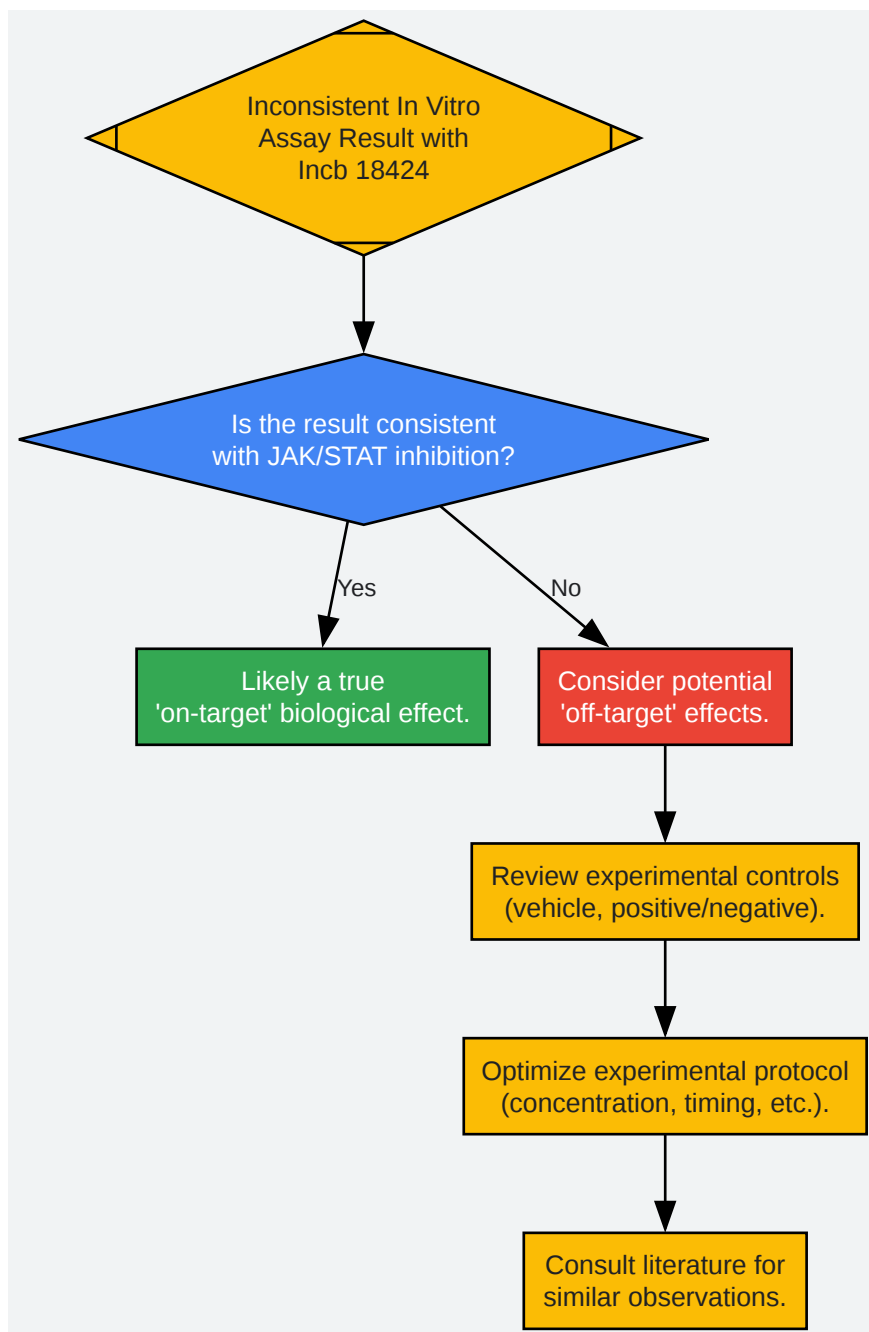 Inconsistent In Vitro
Assay Result with
Incb 18424
Is the result consistent
with JAK/STAT inhibition?
Yes
No
Likely a true
'on-target' biological effect.
Consider potential
'off-target' effects.
Review experimental controls
(vehicle, positive/negative).
Optimize experimental protocol
(concentration, timing, etc.).
Consult literature for
similar observations.